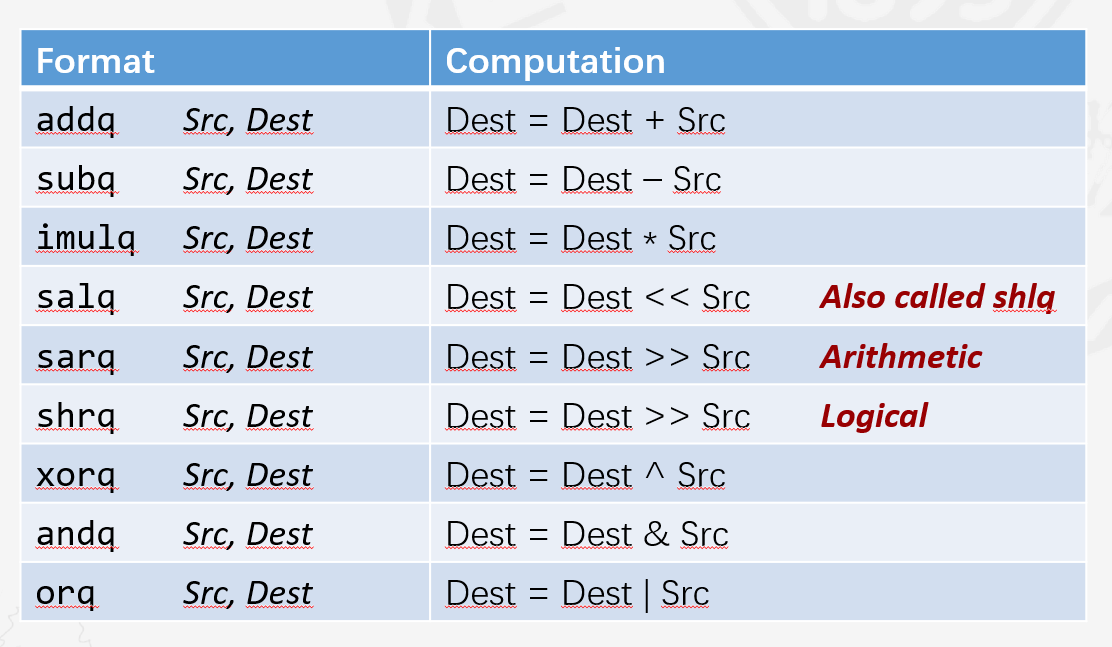 Format Computation
addq Src, Dest Dest = Dest + Src
subq Src, Dest Dest = Dest − Src
imulq Src, Dest Dest = Dest * Src
salq Src, Dest Dest = Dest << Src Also called shlq
sarq Src, Dest Dest = Dest >> Src Arithmetic
shrq Src, Dest Dest = Dest >> Src Logical
xorq Src, Dest Dest = Dest ^ Src
andq Src, Dest Dest = Dest & Src
orq Src, Dest Dest = Dest | Src